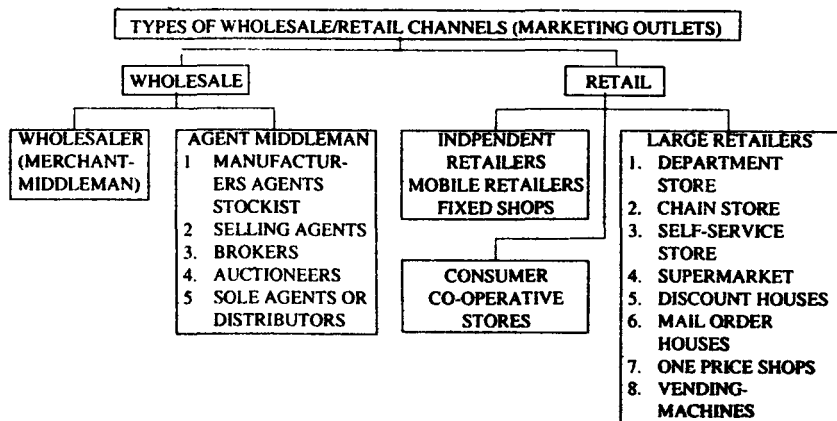 TYPES OF WHOLESALE/RETAIL CHANNELS (MARKETING OUTLETS)
WHOLESALE
RETAIL
WHOLESALER
(MERCHANT-
MIDDLEMAN)
AGENT MIDDLEMAN
1 MANUFACTUR-
ERS AGENTS
STOCKIST
2 SELLING AGENTS
3. BROKERS
4. AUCTIONEERS
5 SOLE AGENTS OR
DISTRIBUTORS
INDPENDENT
RETAILERS
MOBILE RETAILERS
FIXED SHOPS
CONSUMER
CO-OPERATIVE
STORES
LARGE RETAILERS
1. DEPARTMENT
STORE
2. CHAIN STORE
3. SELF-SERVICE
STORE
4. SUPERMARKET
5. DISCOUNT HOUSES
6. MAIL ORDER
HOUSES
7. ONE PRICE SHOPS
8. VENDING-
MACHINES